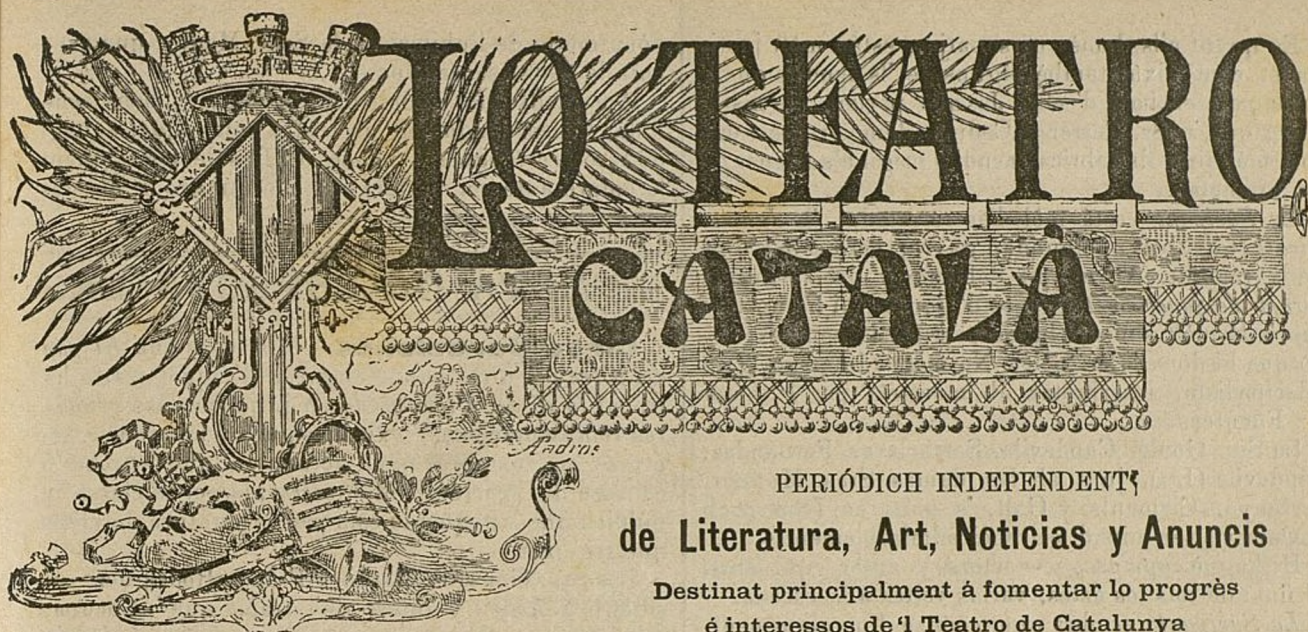 LO TEATRO
CATALÀ
PERIÓDICH INDEPENDENT
de Literatura, Art, Noticias y Anuncis
Destinat principalment á fomentar lo progrès
é interessos de 'l Teatro de Catalunya